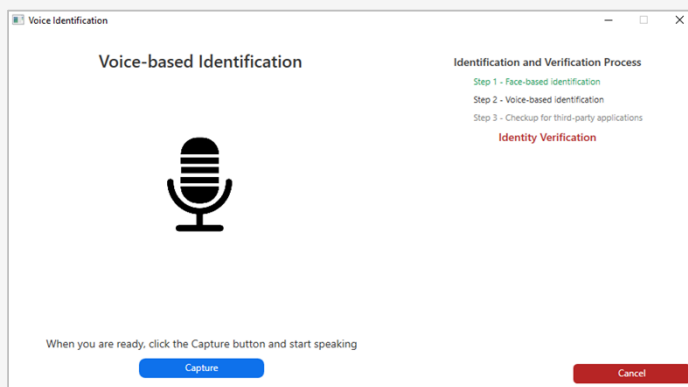 Voice Identification
Voice-based Identification
When you are ready, click the Capture button and start speaking
Capture
Identification and Verification Process
Step 1 - Face-based identification
Step 2 - Voice-based identification
Step 3 - Checkup for third-party applications
Identity Verification
Cancel